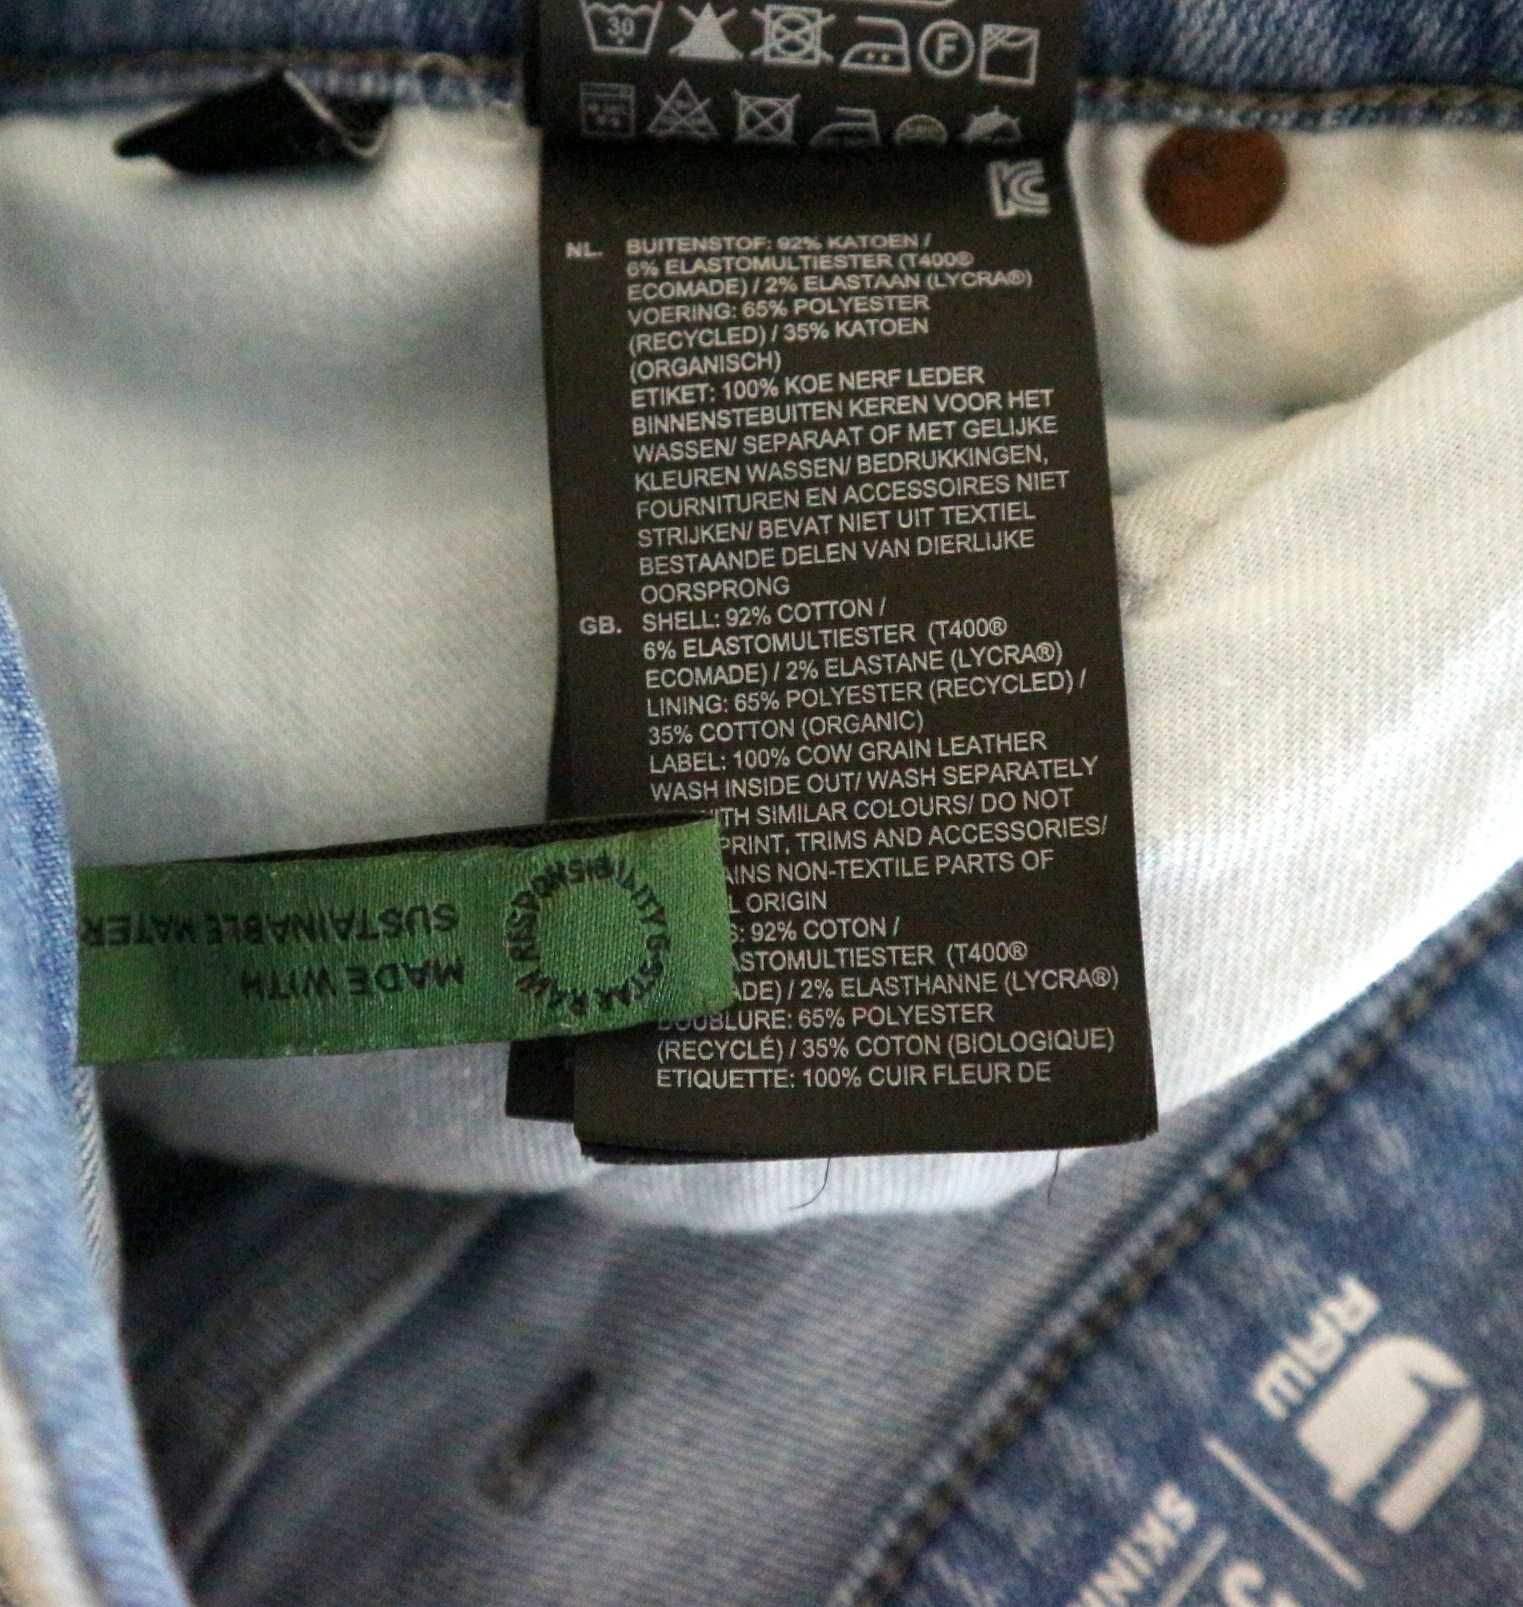 30
F
NL. BUITENSTOF: 92% KATOEN /
6% ELASTOMULTIESTER (T400®
ECOMADE) / 2% ELASTAAN (LYCRA®)
VOERING: 65% POLYESTER
(RECYCLED) / 35% KATOEN
(ORGANISCH)
ETIKET: 100% KOE NERF LEDER
BINNENSTEBUITEN KEREN VOOR HET
WASSEN/ SEPARAAT OF MET GELIJKE
KLEUREN WASSEN/ BEDRUKKINGEN,
FOURNITUREN EN ACCESSOIRES NIET
STRIJKEN/ BEVAT NIET UIT TEXTIEL
BESTAANDE DELEN VAN DIERLIJKE
OORSPRONG
GB. SHELL: 92% COTTON /
6% ELASTOMULTIESTER (T400®
ECOMADE) / 2% ELASTANE (LYCRA®)
LINING: 65% POLYESTER (RECYCLED) /
35% COTTON (ORGANIC)
LABEL: 100% COW GRAIN LEATHER
WASH INSIDE OUT/ WASH SEPARATELY
SIMILAR COLOURS/ DO NOT
PRINT, TRIMS AND ACCESSORIES/
NON-TEXTILE PARTS OF
ORIGIN
92% COTON /
(T400®
/ 2% ELASTHANNE (LYCRA®)
DOUBLURE: 65% POLYESTER
(RECYCLÉ) / 35% COTON (BIOLOGIQUE)
ETIQUETTE: 100% CUIR FLEUR DE
MADE WITH
SUSTAINABLE MATER
RESPONSIBILITY G-STAR RAW
RAW
SKIN